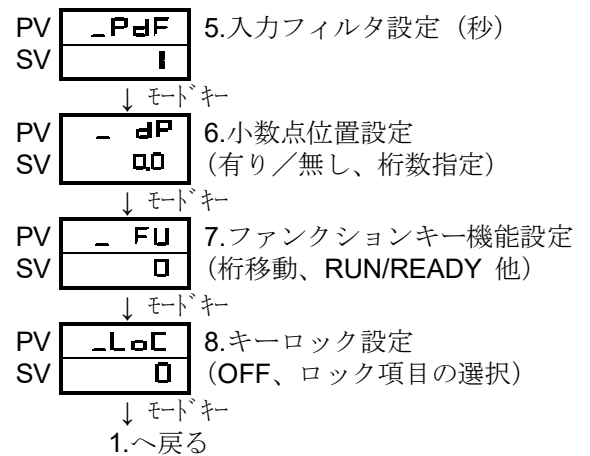 PV _PdF 5.入力フィルタ設定（秒）
SV 1
↓ ﾓｰﾄﾞｷｰ
PV _ dP 6.小数点位置設定
SV 0.0 （有り／無し、桁数指定）
↓ ﾓｰﾄﾞｷｰ
PV _ FU 7.ファンクションキー機能設定
SV 0 （桁移動、RUN/READY 他）
↓ ﾓｰﾄﾞｷｰ
PV _LoC 8.キーロック設定
SV 0 （OFF、ロック項目の選択）
↓ ﾓｰﾄﾞｷｰ
1.へ戻る